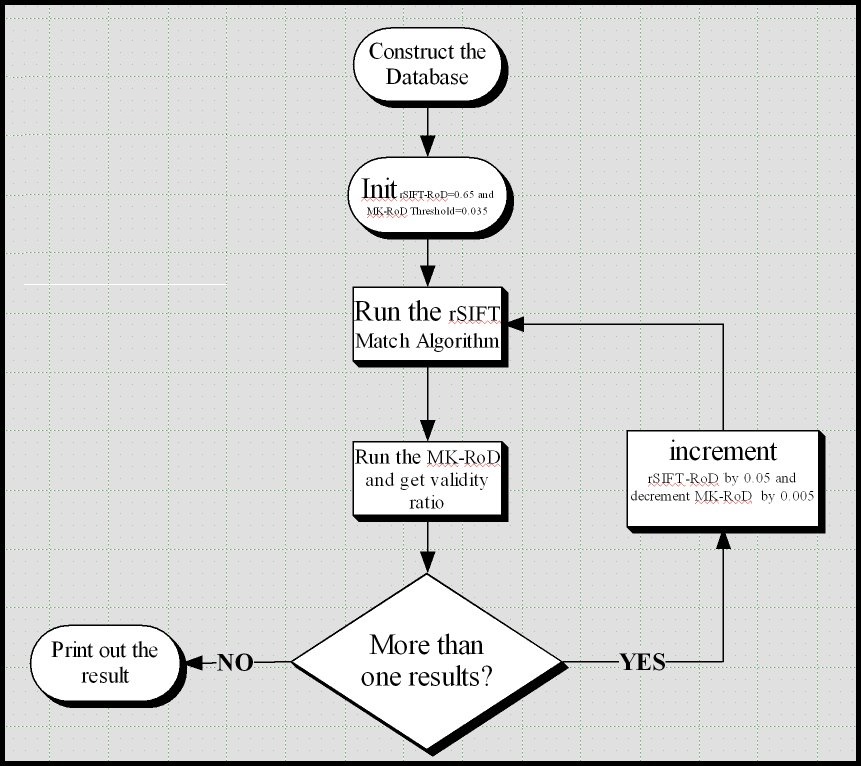 Construct the
Database
Init rSIFT-RoD=0.65 and
MK-RoD Threshold=0.035
Run the rSIFT
Match Algorithm
Run the MK-RoD
and get validity
ratio
increment
rSIFT-RoD by 0.05 and
decrement MK-RoD by 0.005
More than
one results?
NO
YES
Print out the
result